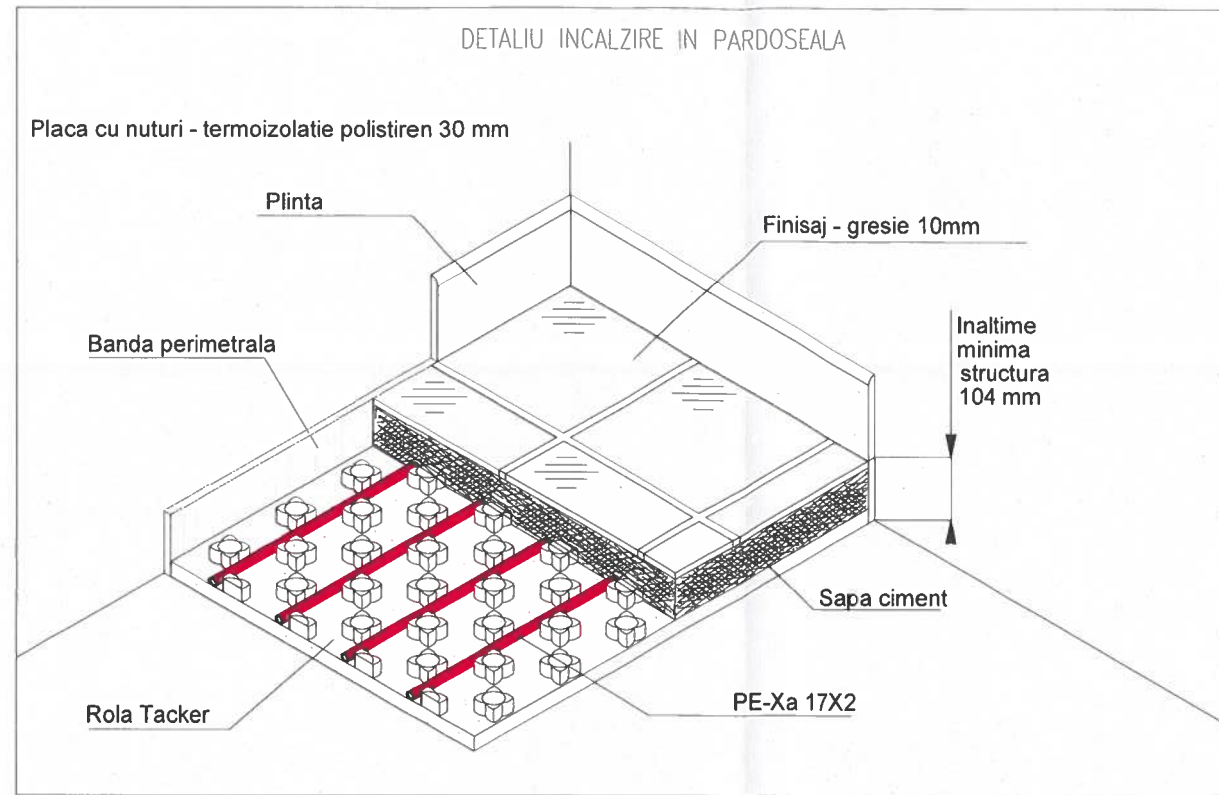 DETALIU INCALZIRE IN PARDOSEALA
Placa cu nuturi - termoizolatie polistiren 30 mm
Plinta
Finisaj - gresie 10mm
Banda perimetrala
Inaltime
minima
structura
104 mm
Sapa ciment
Rola Tacker
PE-Xa 17X2